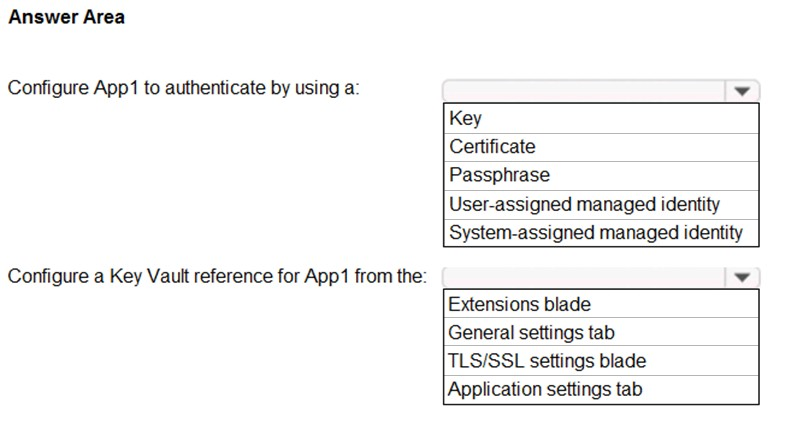 Answer Area
Configure App1 to authenticate by using a:
Key
Certificate
Passphrase
User-assigned managed identity
System-assigned managed identity
Configure a Key Vault reference for App1 from the:
Extensions blade
General settings tab
TLS/SSL settings blade
Application settings tab